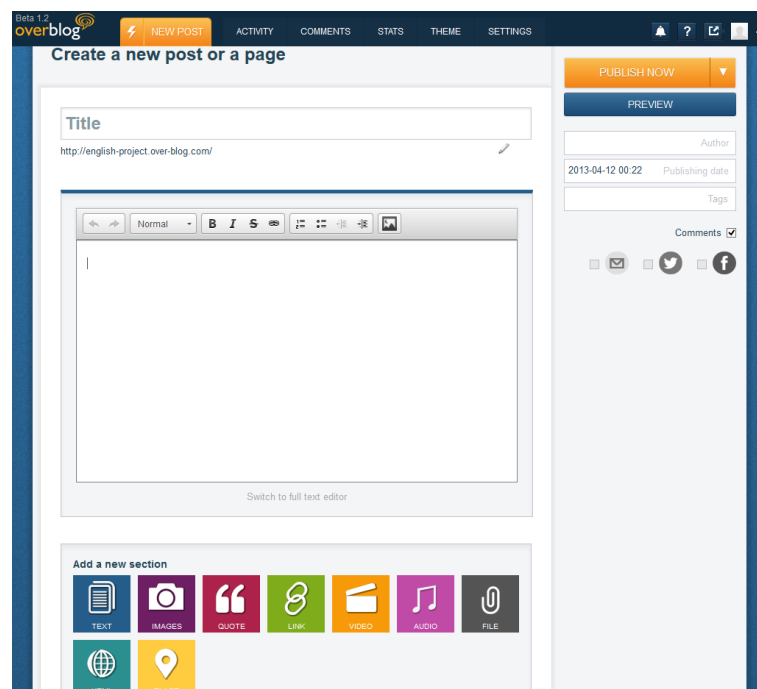 Beta 1.2
overblog
NEW POST
ACTIVITY
COMMENTS
STATS
THEME
SETTINGS
?
Create a new post or a page
Title
http://english-project.over-blog.com/
Normal
B I S
Switch to full text editor
Add a new section
TEXT
IMAGES
QUOTE
LINK
VIDEO
AUDIO
FILE
PUBLISH NOW
PREVIEW
Author
2013-04-12 00:22 Publishing date
Tags
Comments